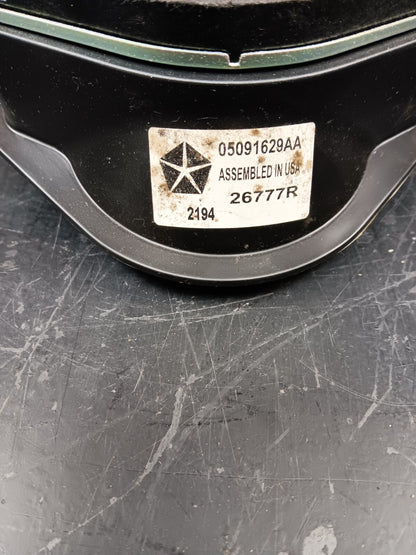 05091629AA
ASSEMBLED IN USA
26777R
2194